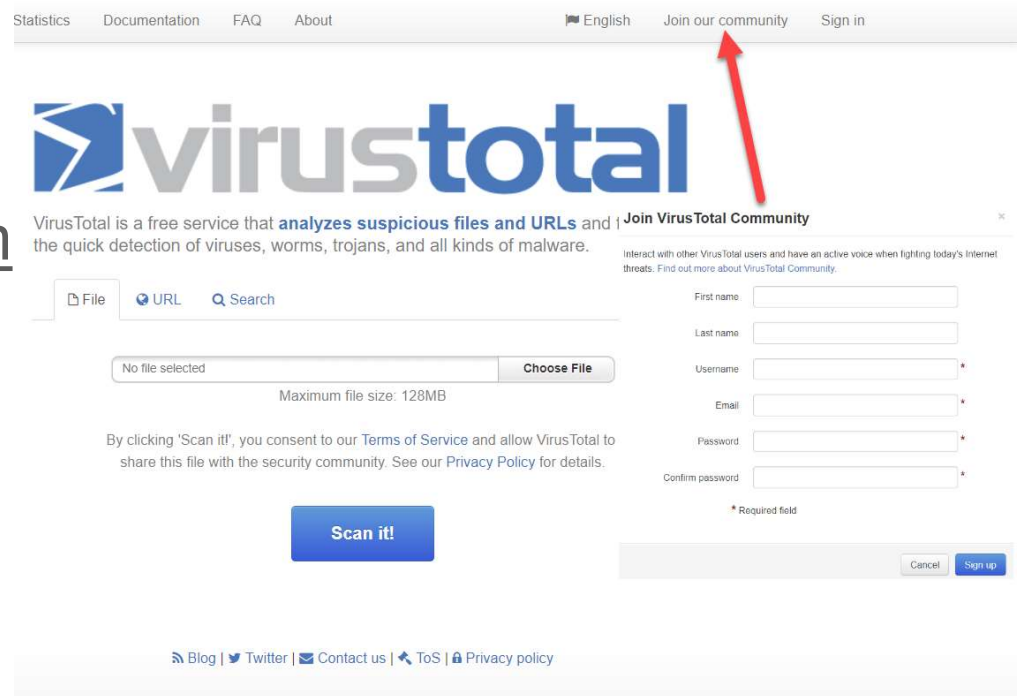 Statistics Documentation FAQ About English Join our community Sign in
virustotal
VirusTotal is a free service that analyzes suspicious files and URLs and
the quick detection of viruses, worms, trojans, and all kinds of malware.
File URL Search
No file selected Choose File
Maximum file size: 128MB
By clicking 'Scan it!', you consent to our Terms of Service and allow VirusTotal to
share this file with the security community. See our Privacy Policy for details.
Scan it!
Join VirusTotal Community ×
Interact with other VirusTotal users and have an active voice when fighting today's Internet
threats. Find out more about VirusTotal Community.
First name
Last name
Username *
Email *
Password *
Confirm password *
* Required field
Cancel Sign up
Blog | Twitter | Contact us | ToS | Privacy policy